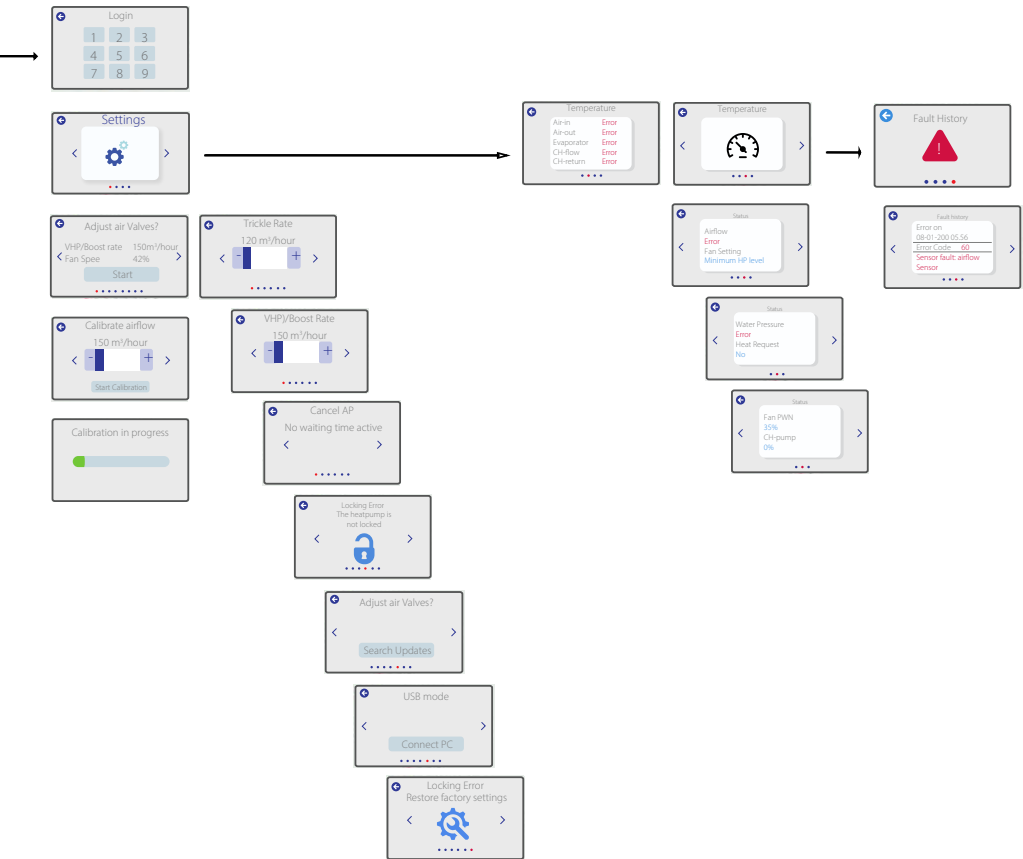 Login
1 2 3
4 5 6
7 8 9
Settings
Adjust air Valves?
VHP/Boost rate 150m³/hour
Fan Spee 42%
Start
Calibrate airflow
150 m³/hour
- +
Start Calibration
Calibration in progress
Trickle Rate
120 m³/hour
- +
VHP)/Boost Rate
150 m³/hour
- +
Cancel AP
No waiting time active
Locking Error
The heatpump is
not locked
Adjust air Valves?
Search Updates
USB mode
Connect PC
Locking Error
Restore factory settings
Temperature
Air-in Error
Air-out Error
Evaporator Error
CH-flow Error
CH-return Error
Temperature
Status
Airflow
Error
Fan Setting
Minimum HP level
Status
Water Pressure
Error
Heat Request
No
Status
Fan PWN
35%
CH-pump
0%
Fault History
!
Fault History
Error on
08-01-200 05.56
Error Code 60
Sensor fault: airflow
Sensor